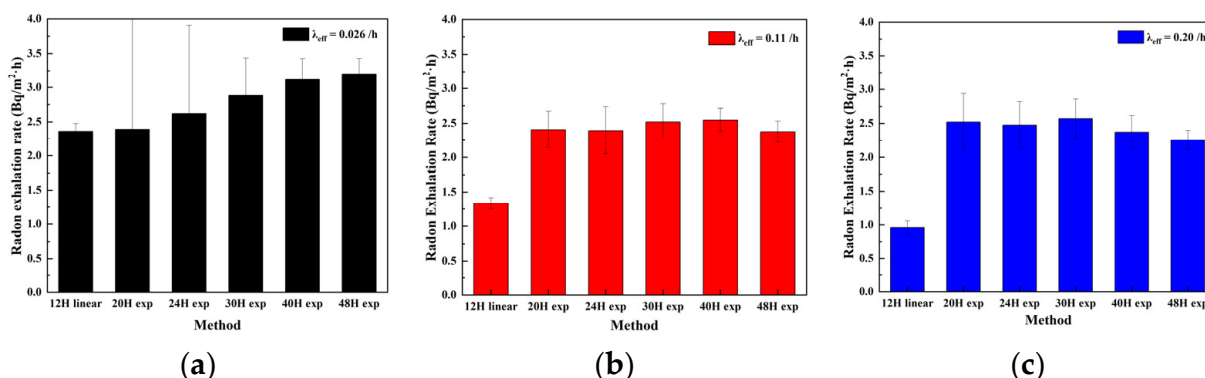 λeff = 0.026 /h
Radon exhalation rate (Bq/m²·h)
4.0
3.5
3.0
2.5
2.0
1.5
1.0
0.5
0.0
12H linear 20H exp 24H exp 30H exp 40H exp 48H exp
Method
(a)
λeff = 0.11 /h
Radon Exhalation Rate (Bq/m²·h)
4.0
3.5
3.0
2.5
2.0
1.5
1.0
0.5
0.0
12H linear 20H exp 24H exp 30H exp 40H exp 48H exp
Method
(b)
λeff = 0.20 /h
Radon Exhalation Rate (Bq/m²·h)
4.0
3.5
3.0
2.5
2.0
1.5
1.0
0.5
0.0
12H linear 20H exp 24H exp 30H exp 40H exp 48H exp
Method
(c)